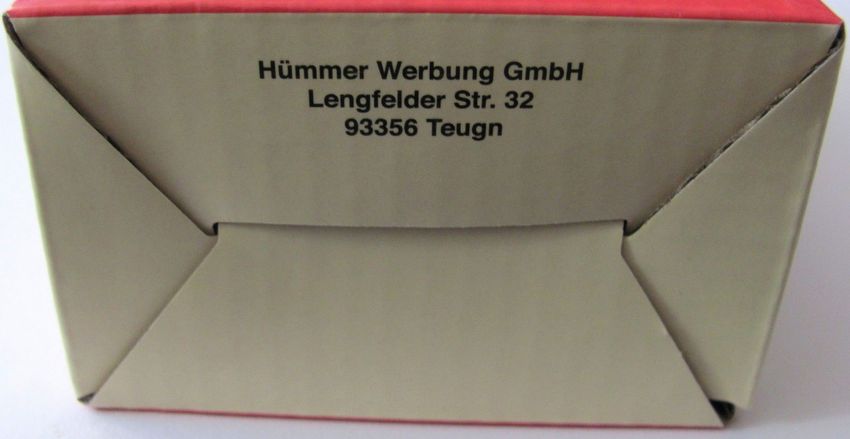 Hümmer Werbung GmbH
Lengfelder Str. 32
93356 Teugn